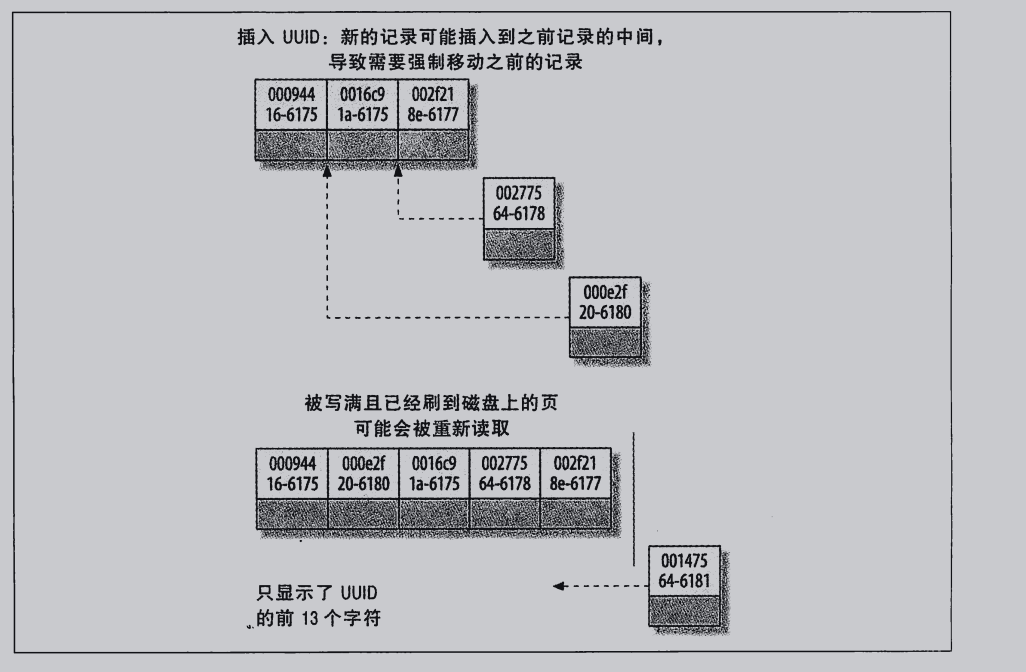 插入 UUID：新的记录可能插入到之前记录的中间，
导致需要强制移动之前的记录
000944 0016c9 002f21
16-6175 1a-6175 8e-6177
002775
64-6178
000e2f
20-6180
被写满且已经刷到磁盘上的页
可能会被重新读取
000944 000e2f 0016c9 002775 002f21
16-6175 20-6180 1a-6175 64-6178 8e-6177
001475
64-6181
只显示了 UUID
的前 13 个字符